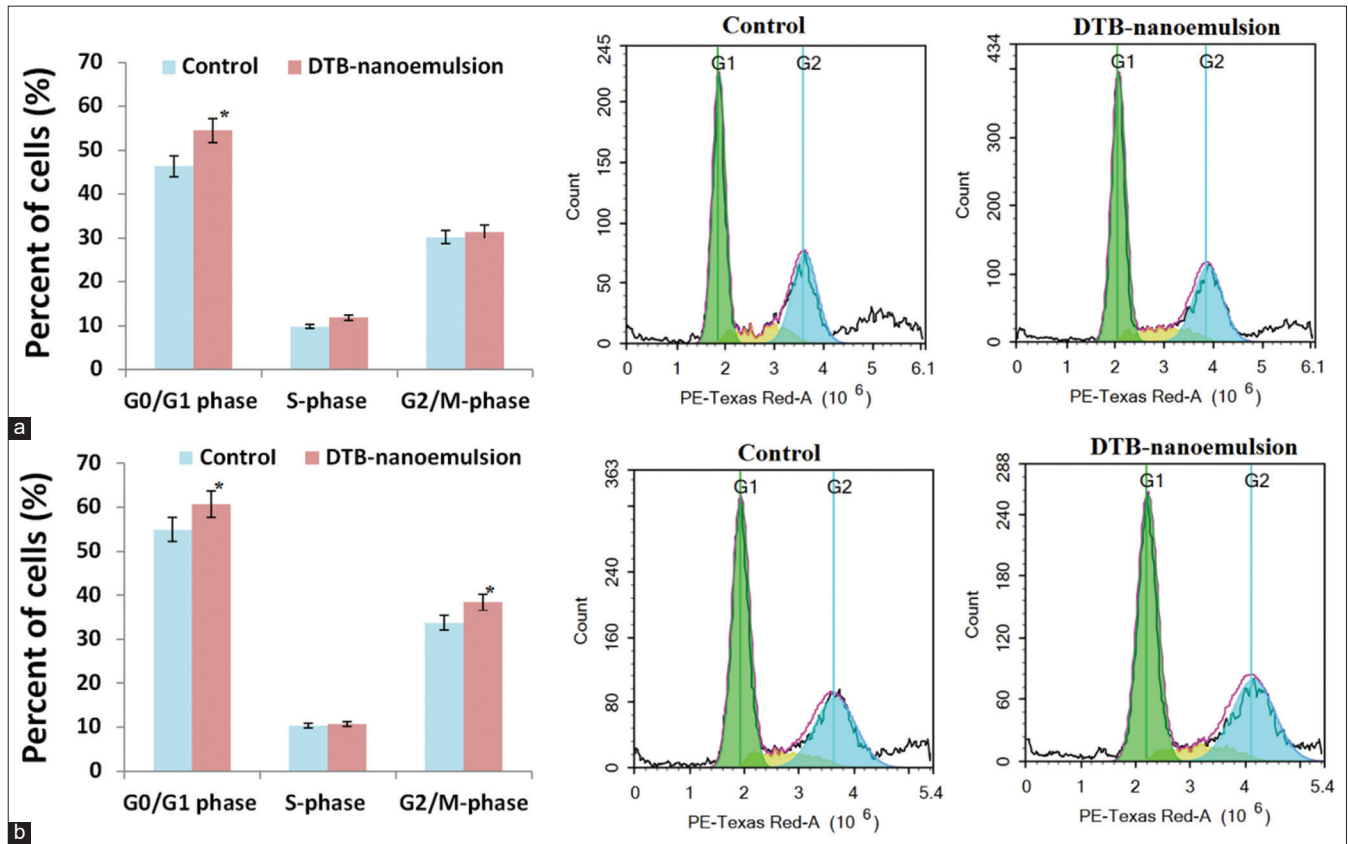 Control DTB-nanoemulsion
Percent of cells (%)
70
60
50
40
30
20
10
0
*
G0/G1 phase S-phase G2/M-phase
a
Control
245
200
150
100
50
0
Count
G1 G2
0 1 2 3 4 5 6.1
PE-Texas Red-A (10 6)
DTB-nanoemulsion
434
300
200
100
0
Count
G1 G2
0 1 2 3 4 5 6.1
PE-Texas Red-A (10 6)
Control DTB-nanoemulsion
Percent of cells (%)
70
60
50
40
30
20
10
0
*
*
G0/G1 phase S-phase G2/M-phase
b
Control
363
240
160
80
0
Count
G1 G2
0 1 2 3 4 5.4
PE-Texas Red-A (10 6)
DTB-nanoemulsion
288
240
180
120
60
0
Count
G1 G2
0 1 2 3 4 5.4
PE-Texas Red-A (10 6)